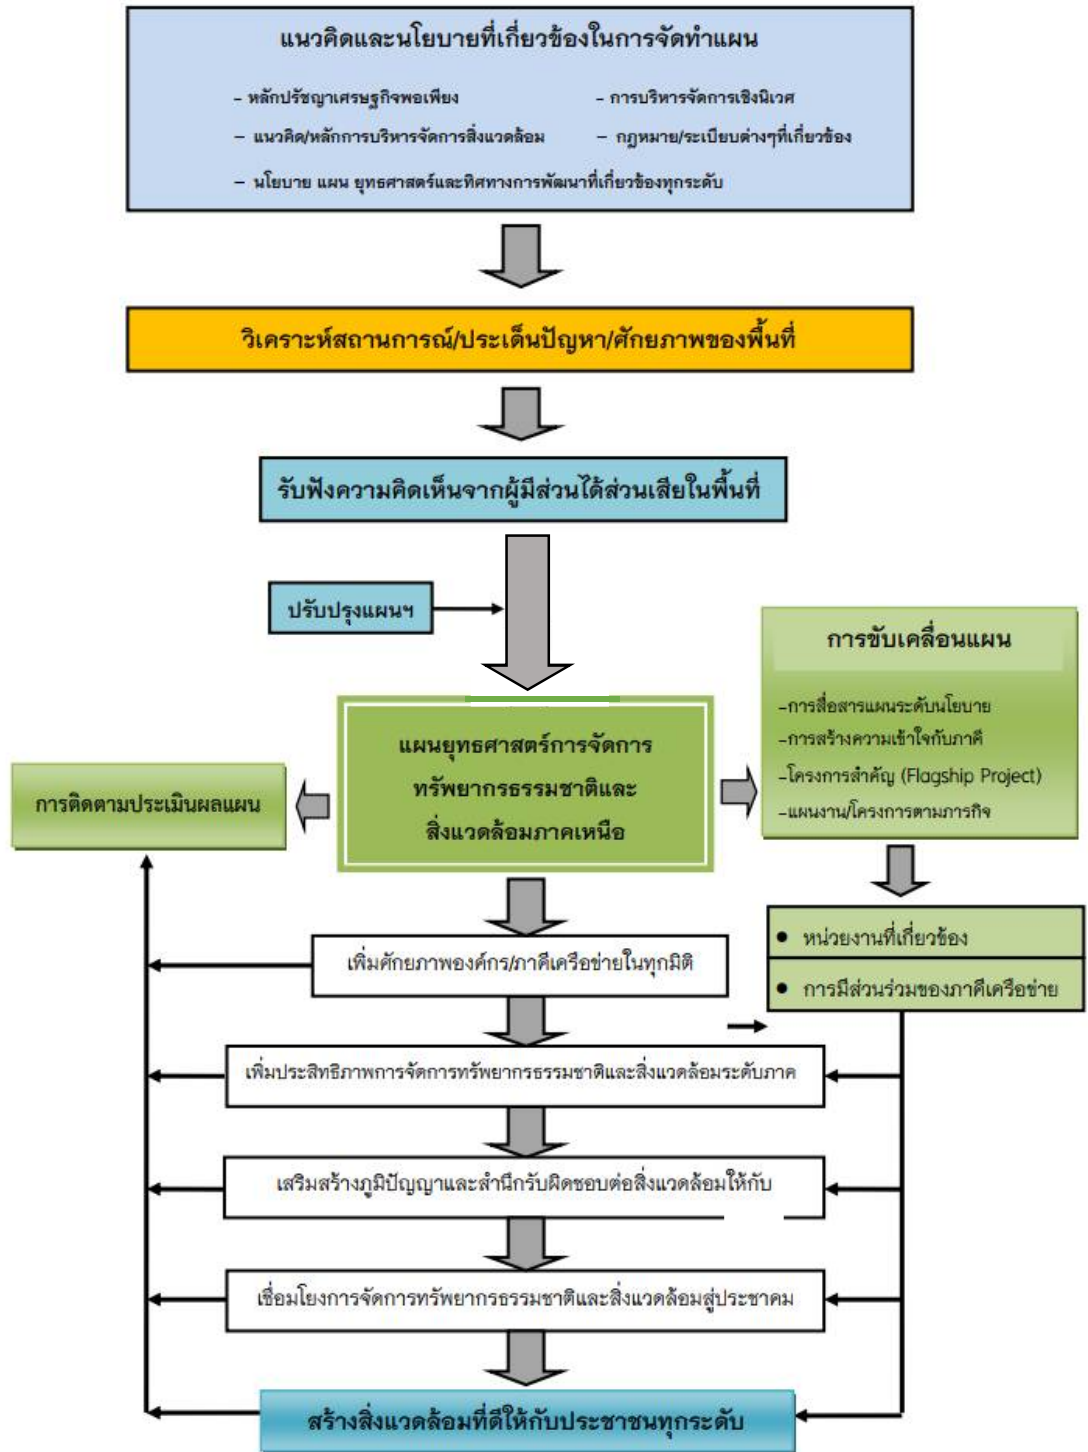 แนวคิดและนโยบายที่เกี่ยวข้องในการจัดทำแผน
- หลักปรัชญาเศรษฐกิจพอเพียง - การบริหารจัดการเชิงนิเวศ
- แนวคิด/หลักการบริหารจัดการสิ่งแวดล้อม - กฎหมาย/ระเบียบต่างๆที่เกี่ยวข้อง
- นโยบาย แผน ยุทธศาสตร์และทิศทางการพัฒนาที่เกี่ยวข้องทุกระดับ
วิเคราะห์สถานการณ์/ประเด็นปัญหา/ศักยภาพของพื้นที่
รับฟังความคิดเห็นจากผู้มีส่วนได้ส่วนเสียในพื้นที่
ปรับปรุงแผนฯ
การขับเคลื่อนแผน
-การสื่อสารแผนระดับนโยบาย
-การสร้างความเข้าใจกับภาคี
-โครงการสำคัญ (Flagship Project)
-แผนงาน/โครงการตามภารกิจ
แผนยุทธศาสตร์การจัดการ
ทรัพยากรธรรมชาติและ
สิ่งแวดล้อมภาคเหนือ
การติดตามประเมินผลแผน
• หน่วยงานที่เกี่ยวข้อง
• การมีส่วนร่วมของภาคีเครือข่าย
เพิ่มศักยภาพองค์กร/ภาคีเครือข่ายในทุกมิติ
เพิ่มประสิทธิภาพการจัดการทรัพยากรธรรมชาติและสิ่งแวดล้อมระดับภาค
เสริมสร้างภูมิปัญญาและสำนึกรับผิดชอบต่อสิ่งแวดล้อมให้กับ
เชื่อมโยงการจัดการทรัพยากรธรรมชาติและสิ่งแวดล้อมสู่ประชาคม
สร้างสิ่งแวดล้อมที่ดีให้กับประชาชนทุกระดับ